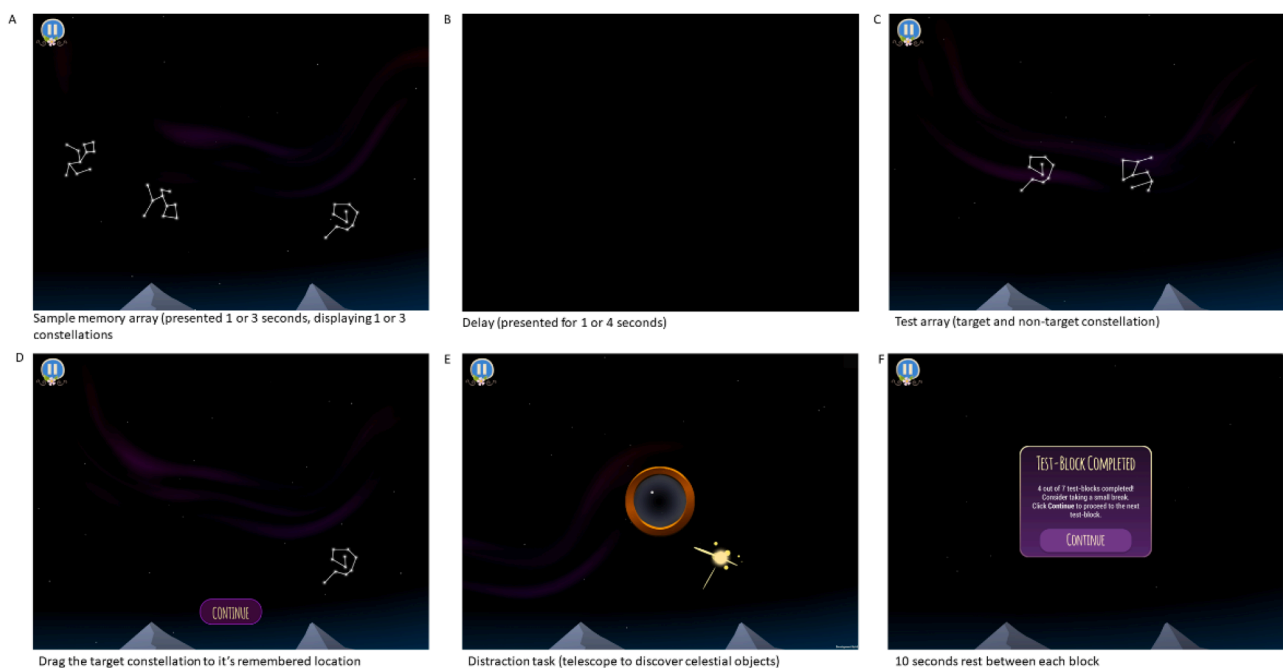 A
B
C
Sample memory array (presented 1 or 3 seconds, displaying 1 or 3
constellations
Delay (presented for 1 or 4 seconds)
Test array (target and non-target constellation)
D
E
F
TEST-BLOCK COMPLETED
4 out of 7 test-blocks completed!
Consider taking a small break.
Click Continue to proceed to the next
test-block.
CONTINUE
CONTINUE
Drag the target constellation to it's remembered location
Distraction task (telescope to discover celestial objects)
10 seconds rest between each block